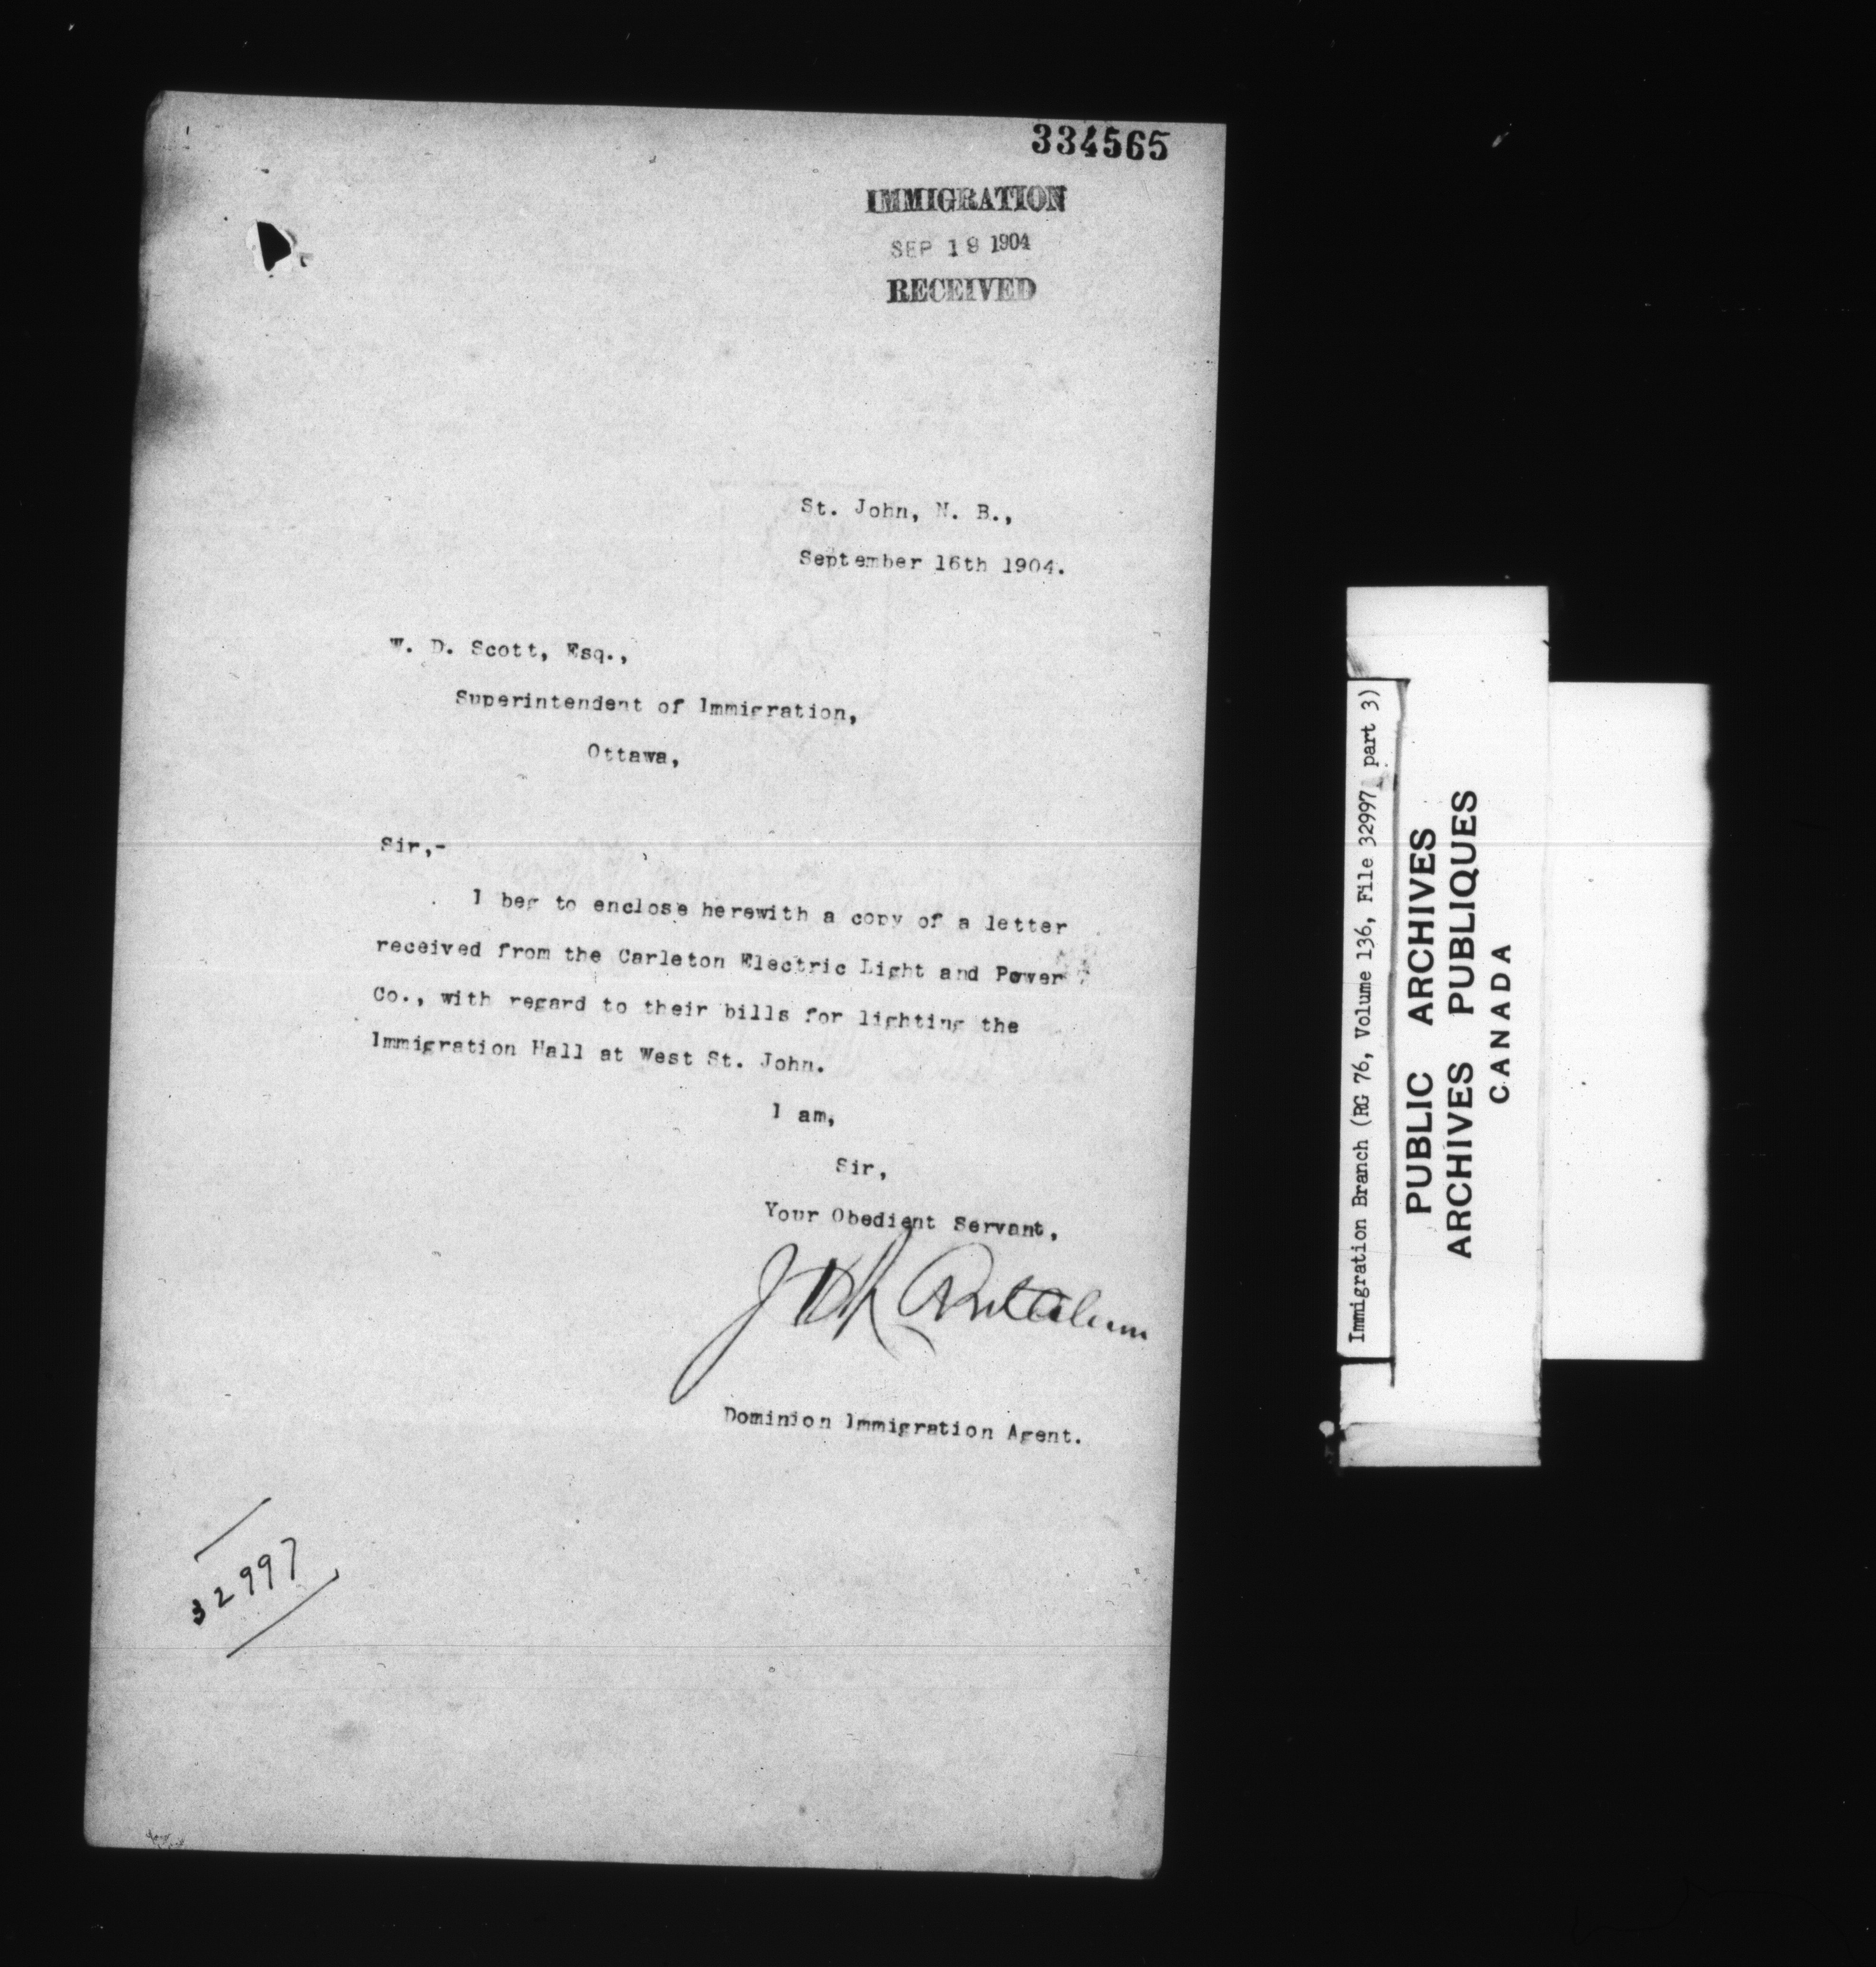 334565
IMMIGRATION
SEP 19 1904
RECEIVED
St. John, N. B.,
September 16th 1904.
W. D. Scott, Esq.,
Superintendent of Immigration,
Ottawa,
Sir,-
I beg to enclose herewith a copy of a letter
received from the Carleton Electric Light and Power
Co., with regard to their bills for lighting the
Immigration Hall at West St. John.
I am,
Sir,
Your Obedient Servant,
Dominion Immigration Agent.
32997
Immigration Branch (RG 76, Volume 136, File 32997 part 3)
PUBLIC ARCHIVES
ARCHIVES PUBLIQUES
CANADA